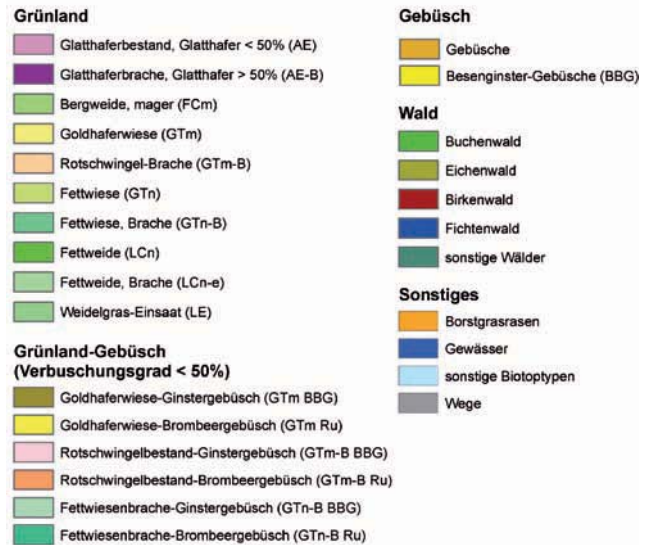 Grünland
Glatthaferbestand, Glatthafer < 50% (AE)
Glatthaferbrache, Glatthafer > 50% (AE-B)
Bergweide, mager (FCm)
Goldhaferwiese (GTm)
Rotschwingel-Brache (GTm-B)
Fettwiese (GTn)
Fettwiese, Brache (GTn-B)
Fettweide (LCn)
Fettweide, Brache (LCn-e)
Weidelgras-Einsaat (LE)
Grünland-Gebüsch
(Verbuschungsgrad < 50%)
Goldhaferwiese-Ginstergebüsch (GTm BBG)
Goldhaferwiese-Brombeergebüsch (GTm Ru)
Rotschwingelbestand-Ginstergebüsch (GTm-B BBG)
Rotschwingelbestand-Brombeergebüsch (GTm-B Ru)
Fettwiesenbrache-Ginstergebüsch (GTn-B BBG)
Fettwiesenbrache-Brombeergebüsch (GTn-B Ru)
Gebüsch
Gebüsche
Besenginster-Gebüsche (BBG)
Wald
Buchenwald
Eichenwald
Birkenwald
Fichtenwald
sonstige Wälder
Sonstiges
Borstgrasrasen
Gewässer
sonstige Biotoptypen
Wege